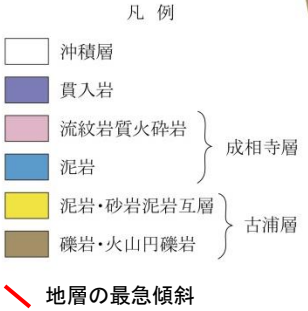 凡 例
沖積層
貫入岩
流紋岩質火砕岩
泥岩
成相寺層
泥岩・砂岩泥岩互層
礫岩・火山円礫岩
古浦層
地層の最急傾斜